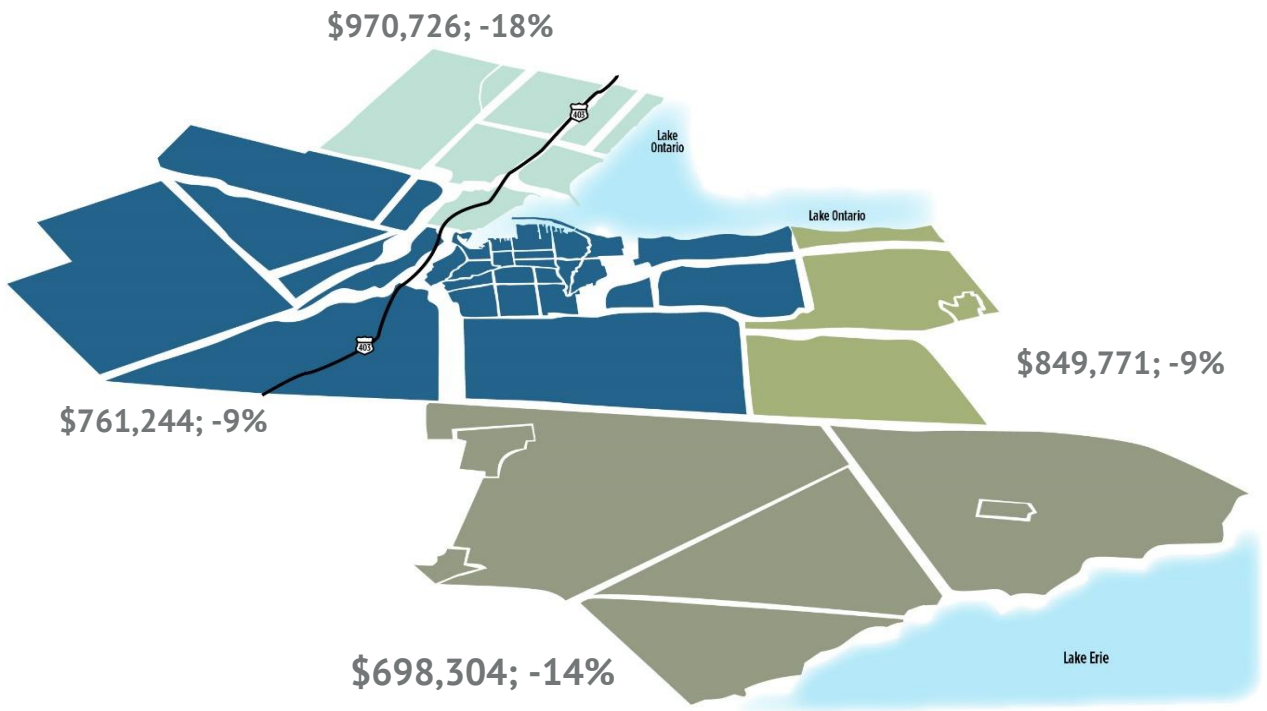 $970,726; -18%
403
Lake
Ontario
Lake Ontario
403
$849,771; -9%
$761,244; -9%
Lake Erie
$698,304; -14%